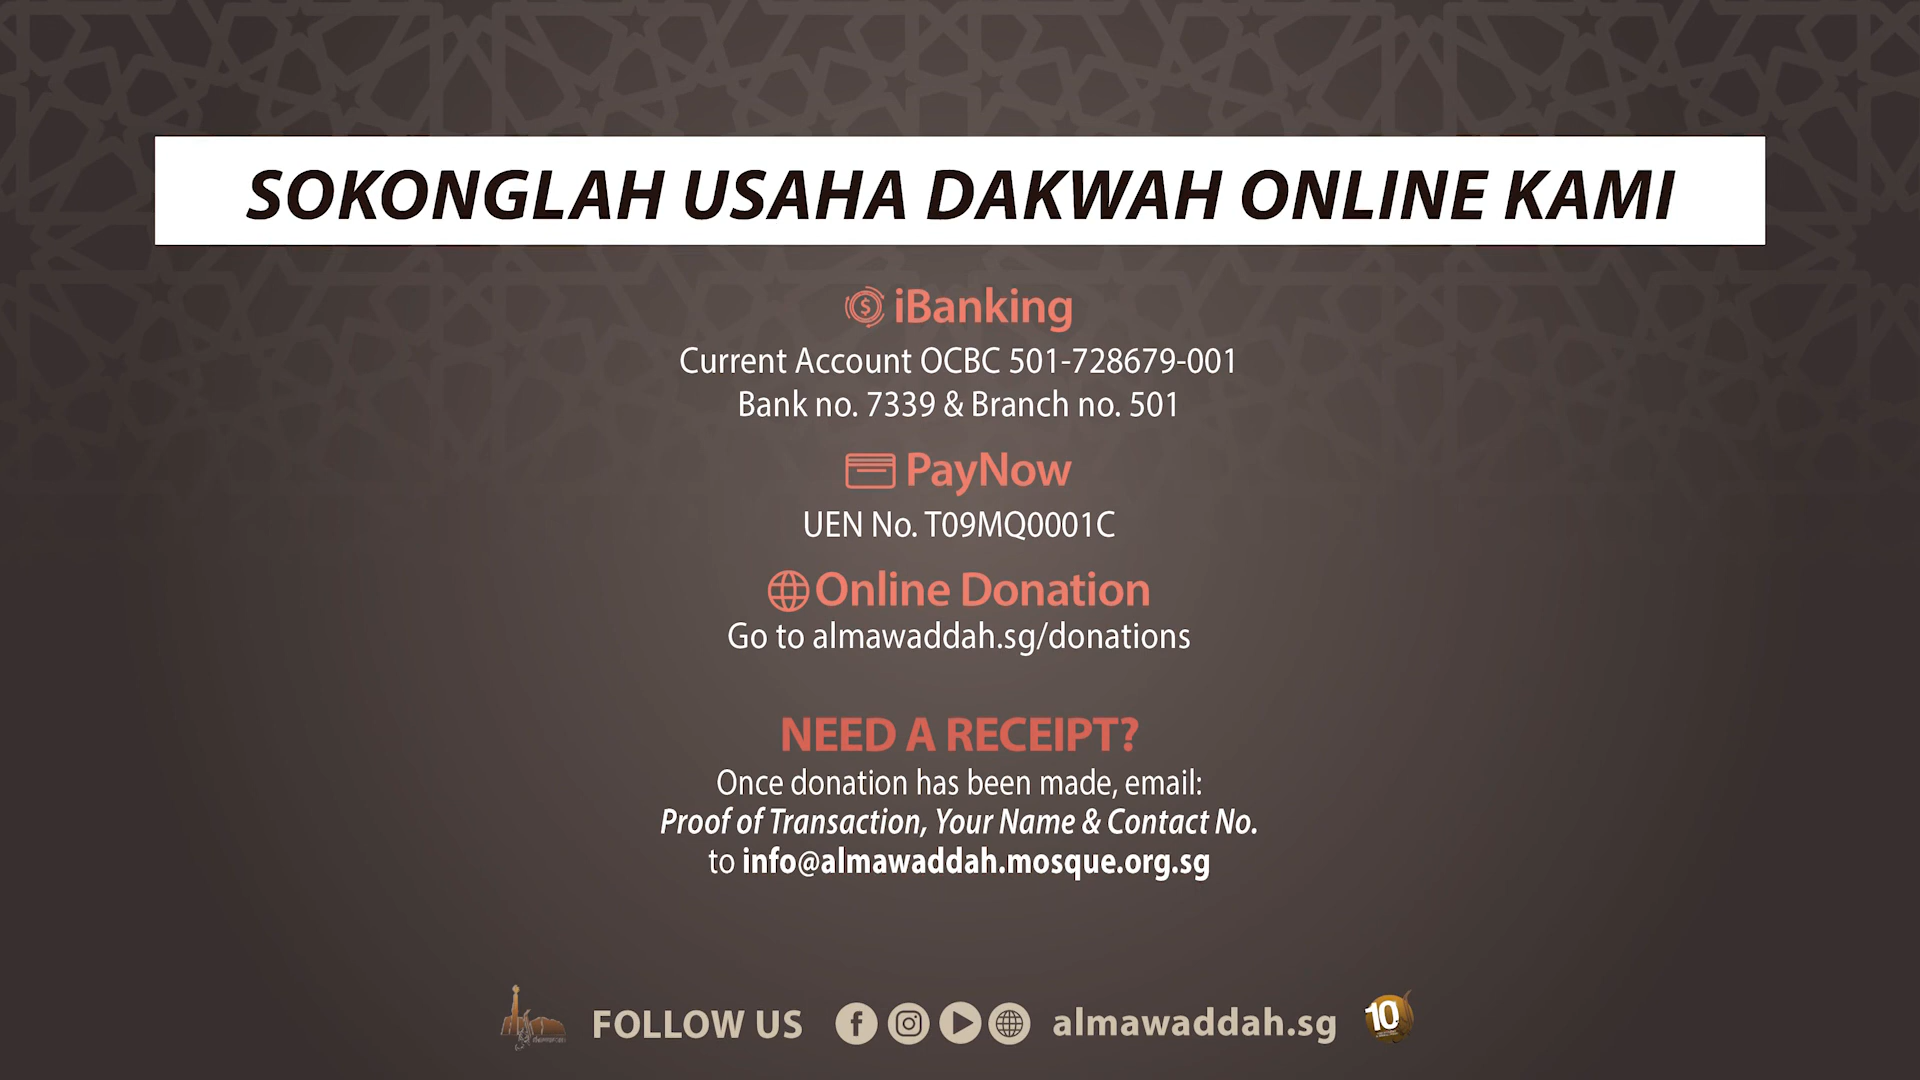 SOKONGLAH USAHA DAKWAH ONLINE KAMI
iBanking
Current Account OCBC 501-728679-001
Bank no. 7339 & Branch no. 501
PayNow
UEN No. T09MQ0001C
Online Donation
Go to almawaddah.sg/donations
NEED A RECEIPT?
Once donation has been made, email:
Proof of Transaction, Your Name & Contact No.
to info@almawaddah.mosque.org.sg
FOLLOW US almawaddah.sg 10